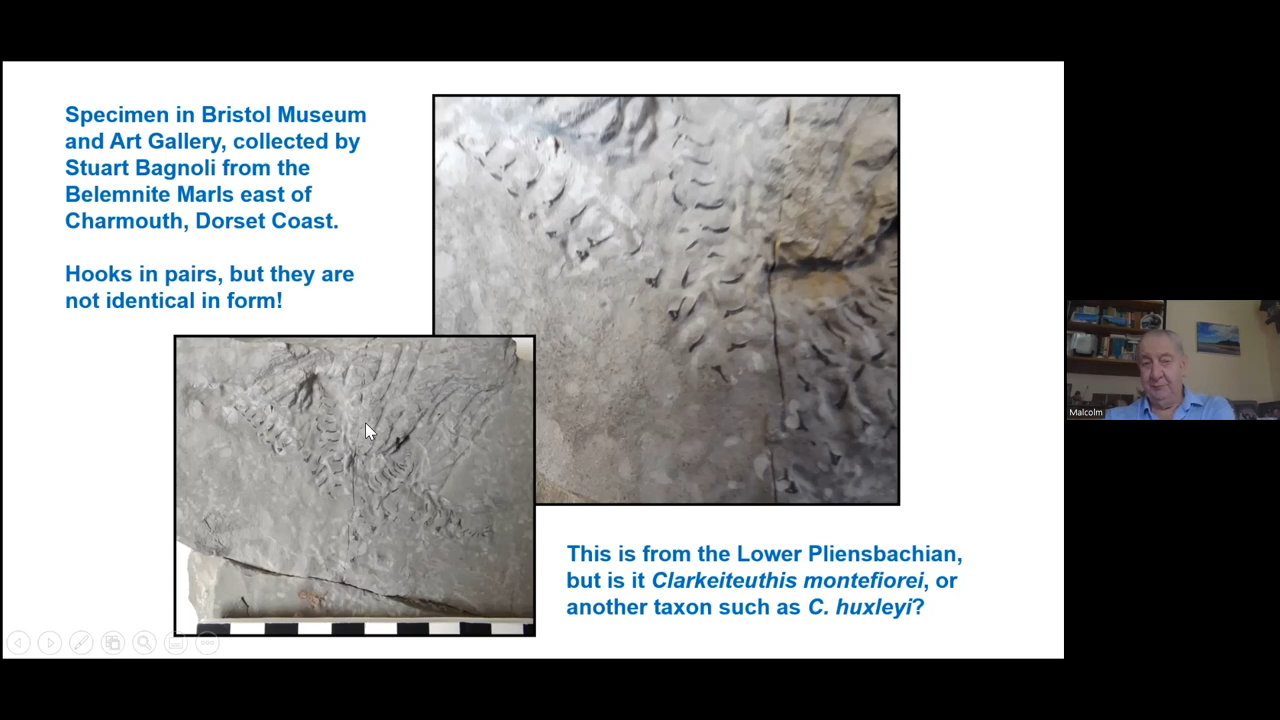 Specimen in Bristol Museum
and Art Gallery, collected by
Stuart Bagnoli from the
Belemnite Marls east of
Charmouth, Dorset Coast.
Hooks in pairs, but they are
not identical in form!
This is from the Lower Pliensbachian,
but is it Clarkeiteuthis montefiorei, or
another taxon such as C. huxleyi?
Malcolm